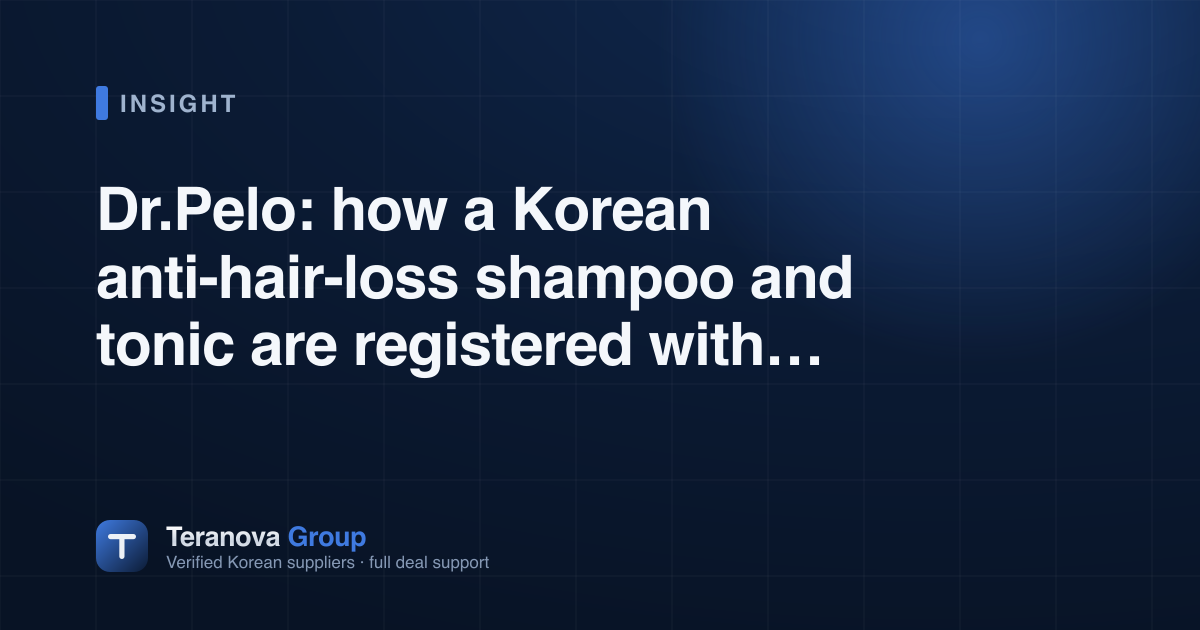 INSIGHT
Dr.Pelo: how a Korean
anti-hair-loss shampoo and
tonic are registered with…
T
Teranova Group
Verified Korean suppliers · full deal support